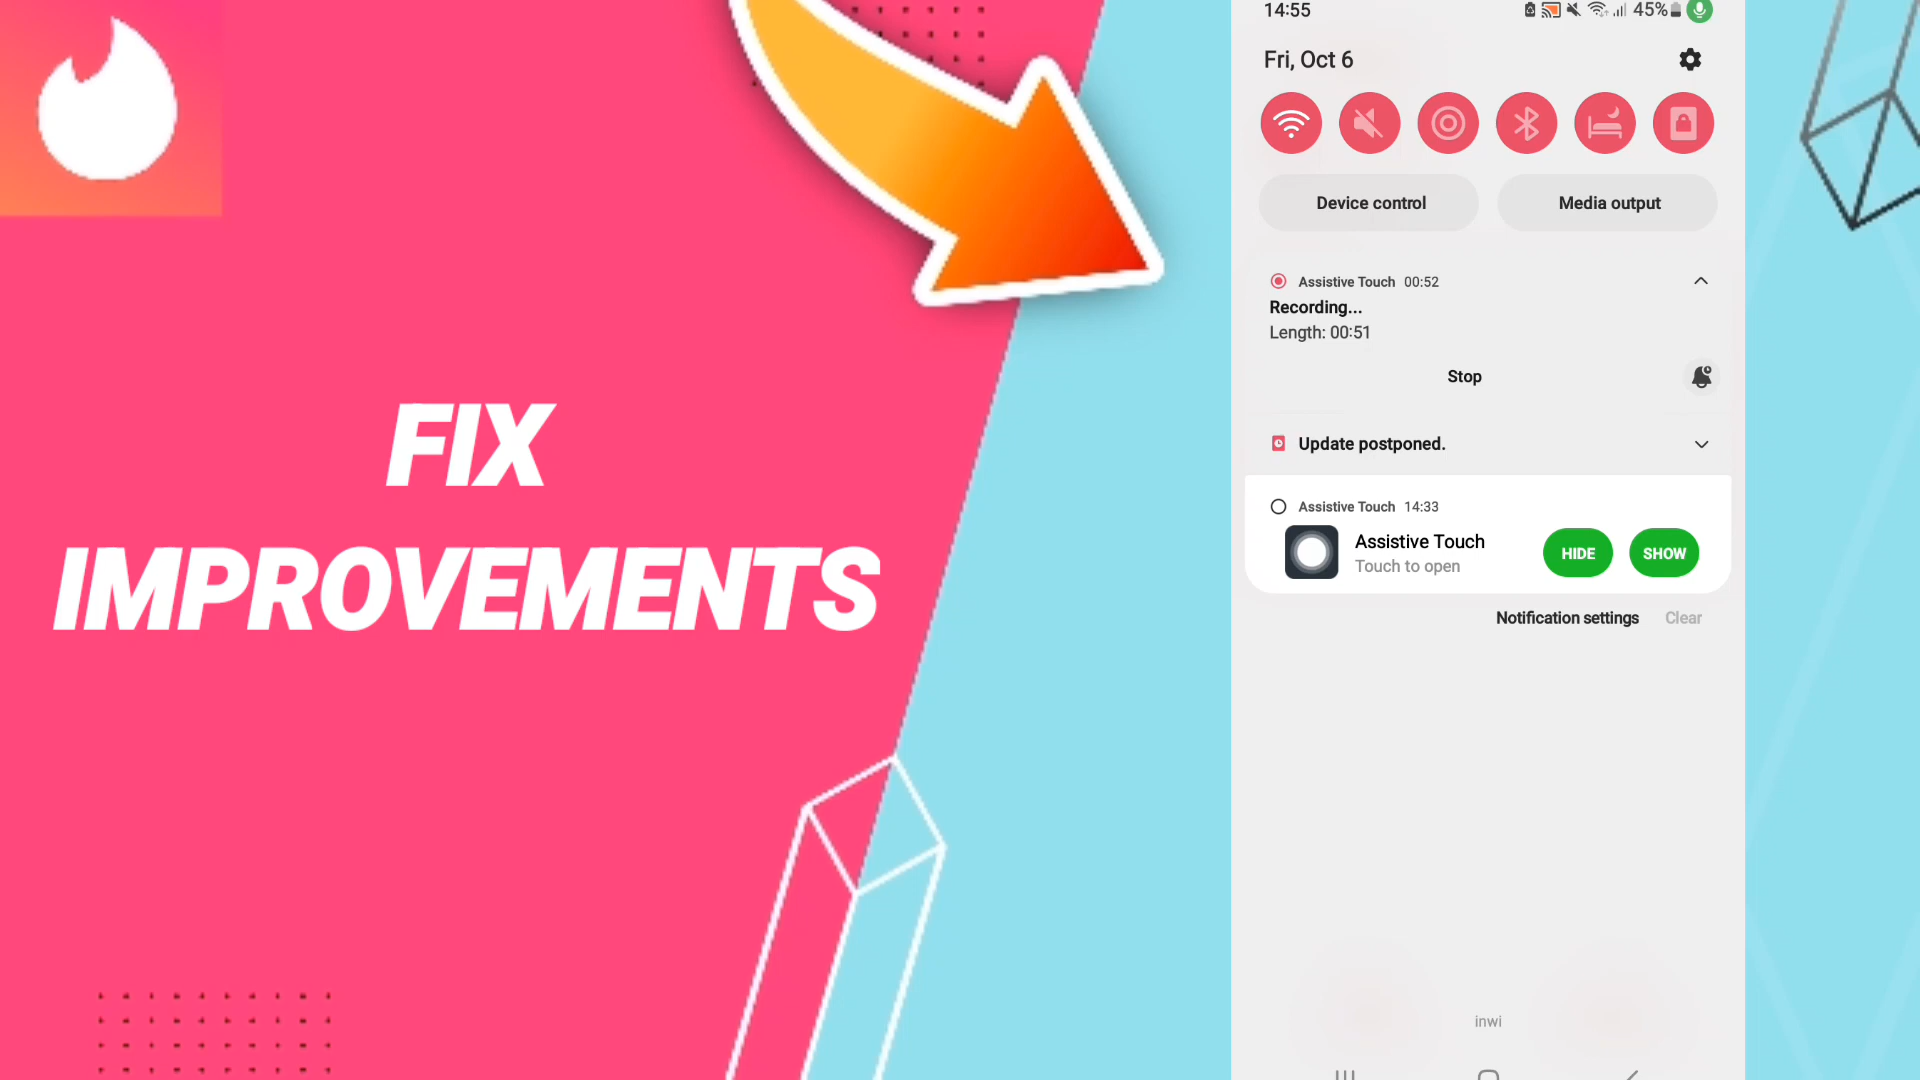 FIX
IMPROVEMENTS
14:55
45%
Fri, Oct 6
Device control
Media output
Assistive Touch 00:52
Recording...
Length: 00:51
Stop
Update postponed.
Assistive Touch 14:33
Assistive Touch
Touch to open
HIDE
SHOW
Notification settings
Clear
inwi